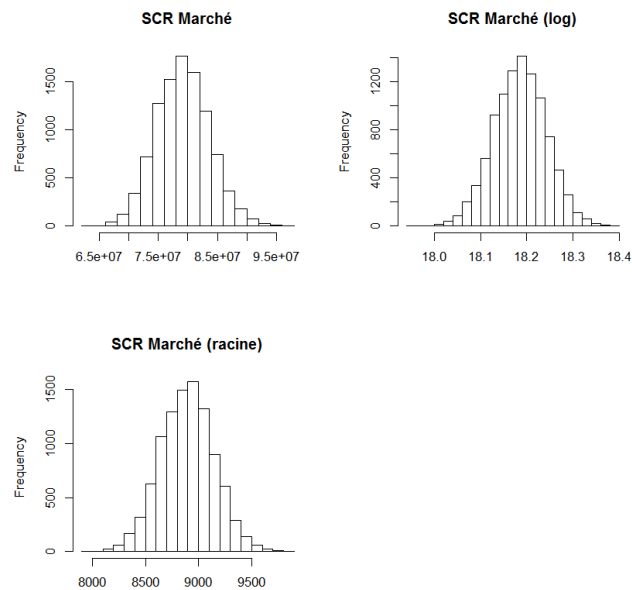 SCR Marché
Frequency
0 500 1000 1500
6.5e+07 7.5e+07 8.5e+07 9.5e+07
SCR Marché (log)
Frequency
0 400 800 1200
18.0 18.1 18.2 18.3 18.4
SCR Marché (racine)
Frequency
0 500 1000 1500
8000 8500 9000 9500